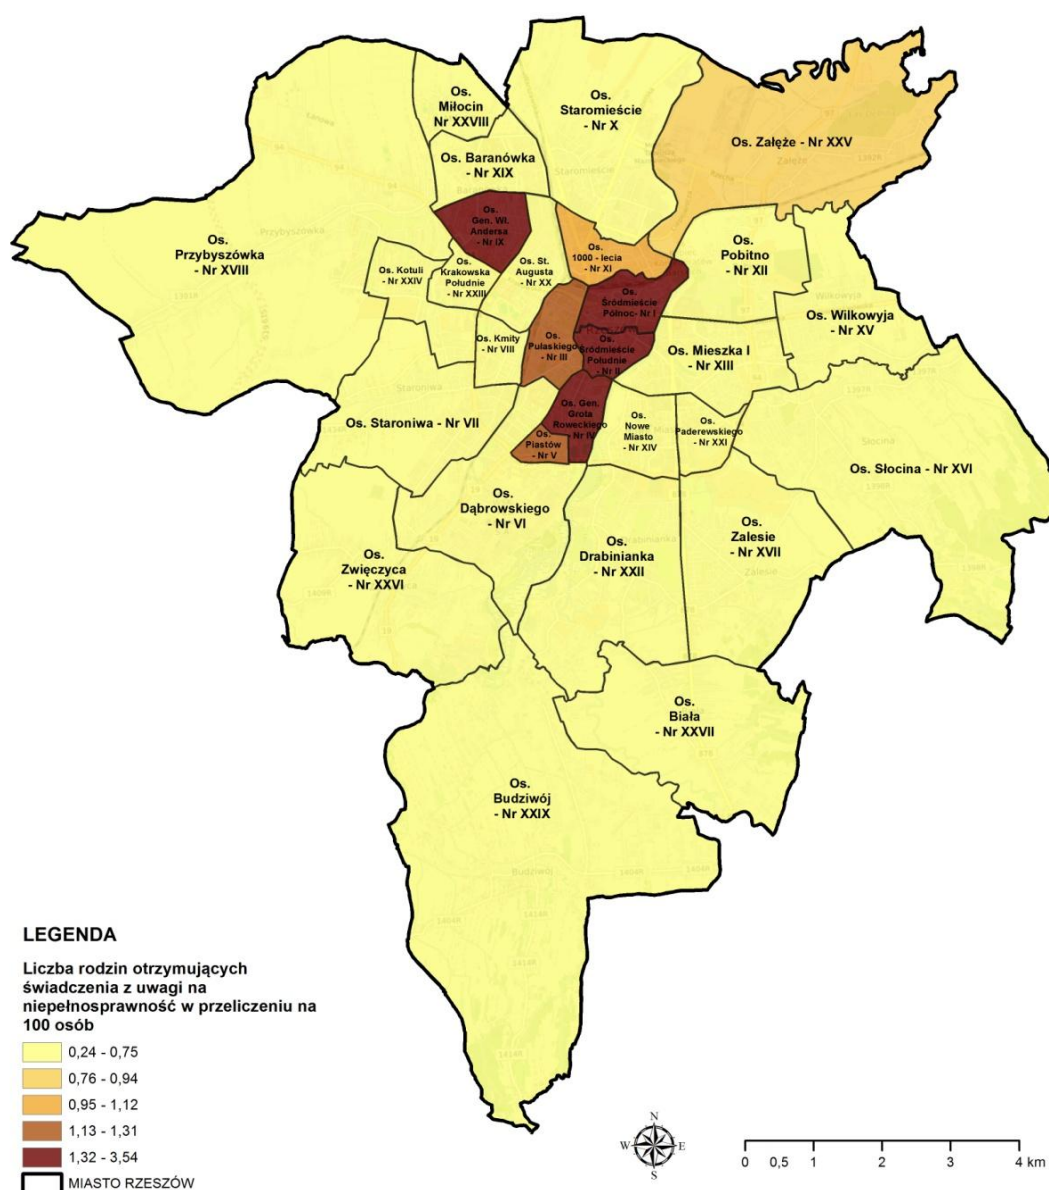 Os.
Miłocin
Nr XXVIII
Os.
Staromieście
- Nr X
Os. Załęże - Nr XXV
Os. Baranówka
- Nr XIX
Os.
Gen. Wł.
Andersa
- Nr IX
Os.
Przybyszówka
- Nr XVIII
Os. Kotuli
- Nr XXIV
Os.
Krakowska
Południe
- Nr XXIII
Os. St.
Augusta
- Nr XX
Os.
1000 - lecia
- Nr XI
Os.
Pobitno
- Nr XII
Os.
Śródmieście
Północ- Nr I
Os. Wilkowyja
- Nr XV
Os. Kmity
- Nr VIII
Os.
Pułaskiego
- Nr III
Os.
Śródmieście
Południe
- Nr II
Os. Mieszka I
- Nr XIII
Os. Staroniwa - Nr VII
Os. Gen.
Grota
Roweckiego
- Nr IV
Os.
Piastów
- Nr V
Os.
Nowe
Miasto
- Nr XIV
Os.
Paderewskiego
- Nr XXI
Os. Słocina - Nr XVI
Os.
Dąbrowskiego
- Nr VI
Os.
Zwięczyca
- Nr XXVI
Os.
Drabinianka
- Nr XXII
Os.
Zalesie
- Nr XVII
Os.
Biała
- Nr XXVII
Os.
Budziwój
- Nr XXIX
LEGENDA
Liczba rodzin otrzymujących
świadczenia z uwagi na
niepełnosprawność w przeliczeniu na
100 osób
0,24 - 0,75
0,76 - 0,94
0,95 - 1,12
1,13 - 1,31
1,32 - 3,54
MIASTO RZESZÓW
N
W E
S
0 0,5 1 2 3 4 km